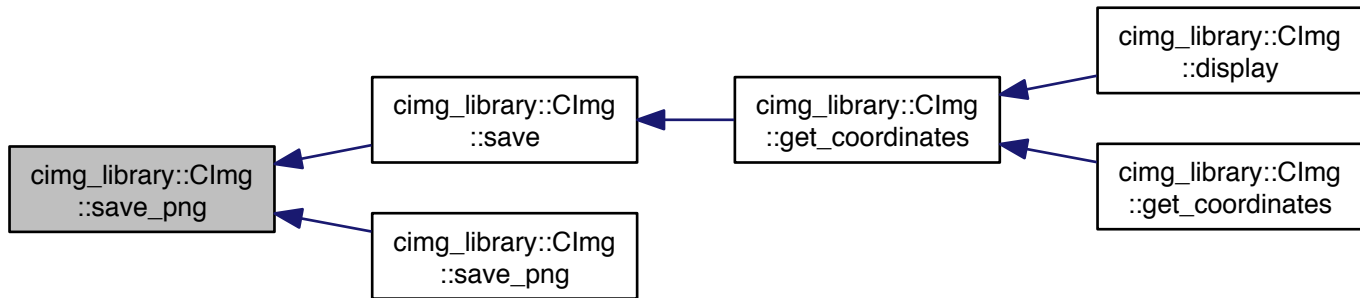 cimg_library::CImg
::save_png
cimg_library::CImg
::save
cimg_library::CImg
::save_png
cimg_library::CImg
::get_coordinates
cimg_library::CImg
::display
cimg_library::CImg
::get_coordinates